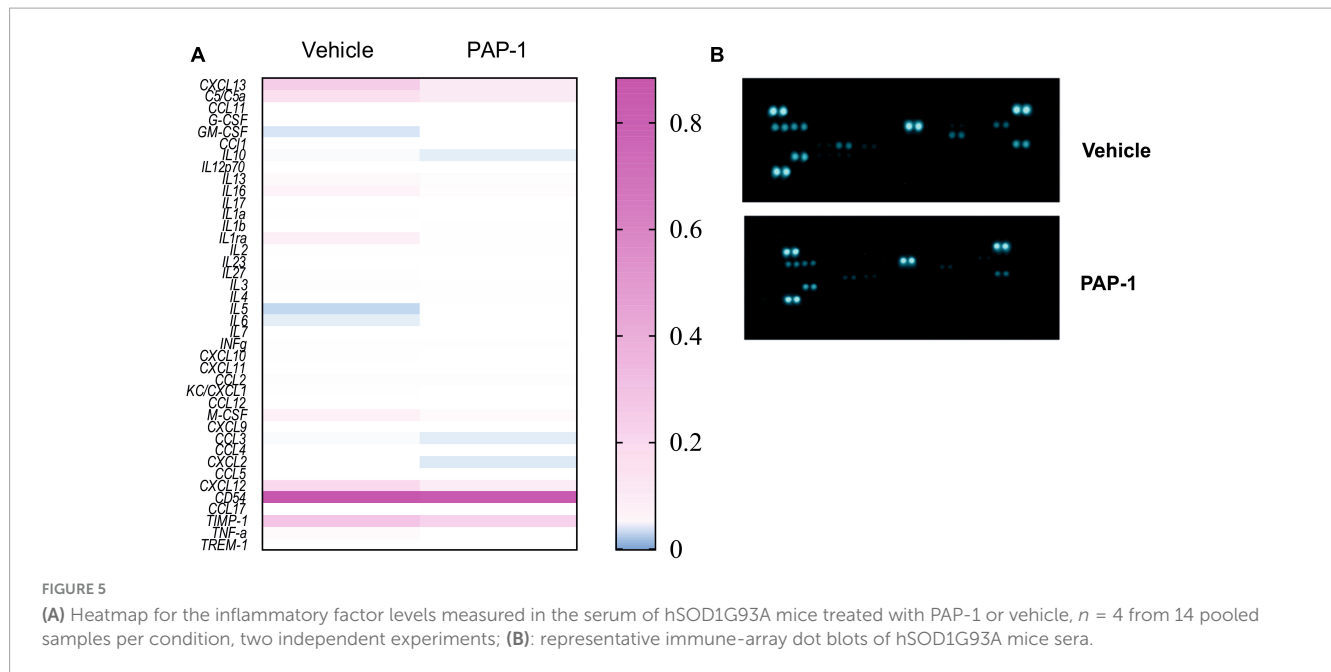 A
Vehicle PAP-1
CXCL13
C5/C5a
CCL11
G-CSF
GM-CSF
CCl1
IL10
IL12p70
IL13
IL16
IL17
IL1a
IL1b
IL1ra
IL2
IL23
IL27
IL3
IL4
IL5
IL6
IL7
INFg
CXCL10
CXCL11
CCL2
KC/CXCL1
CCL12
M-CSF
CXCL9
CCL3
CCL4
CXCL2
CCL5
CXCL12
CD54
CCL17
TIMP-1
TNF-a
TREM-1
0.8
0.6
0.4
0.2
0
B
Vehicle
PAP-1
FIGURE 5
(A) Heatmap for the inflammatory factor levels measured in the serum of hSOD1G93A mice treated with PAP-1 or vehicle, n = 4 from 14 pooled
samples per condition, two independent experiments; (B): representative immune-array dot blots of hSOD1G93A mice sera.